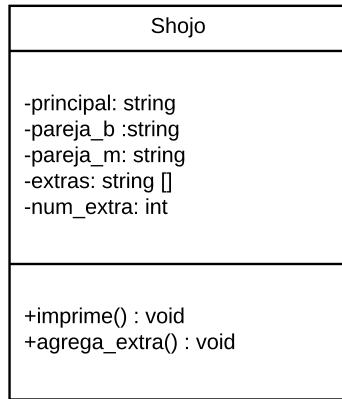 Shojo
-principal: string
-pareja_b :string
-pareja_m: string
-extras: string []
-num_extra: int
+imprime() : void
+agrega_extra() : void